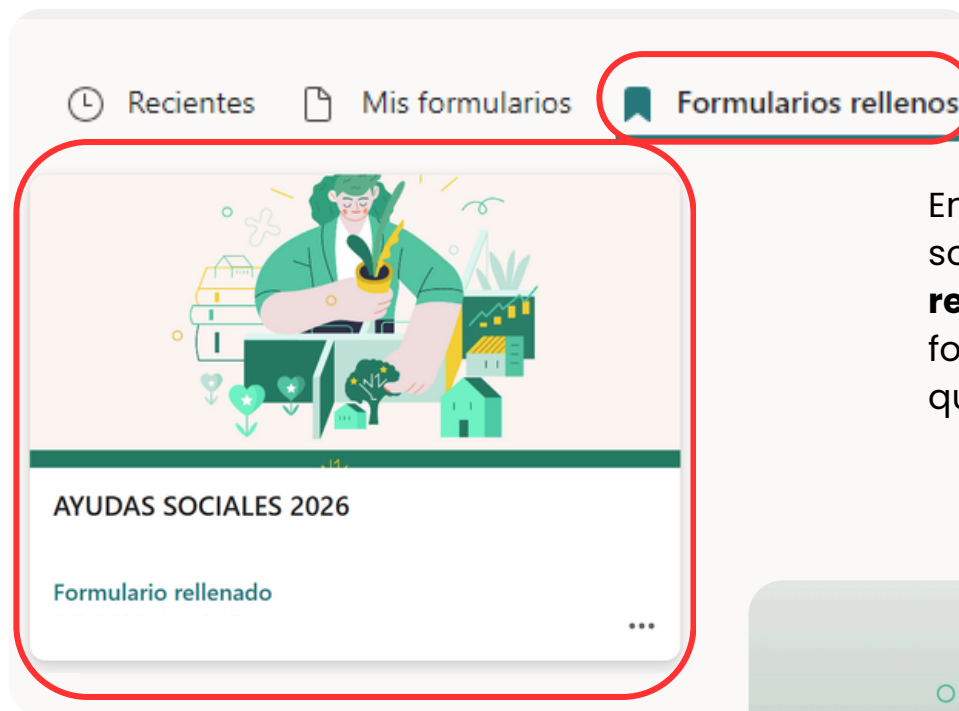 Recientes Mis formularios Formularios rellenos
AYUDAS SOCIALES 2026
Formulario rellenado